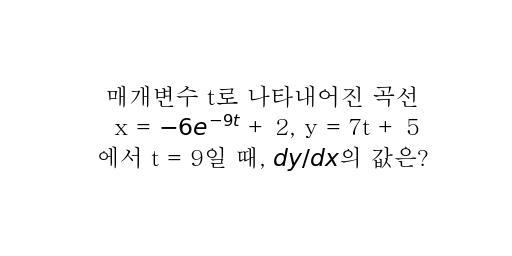 매개변수 t로 나타내어진 곡선
x = −6e^{−9t} + 2, y = 7t + 5
에서 t = 9일 때, dy/dx의 값은?